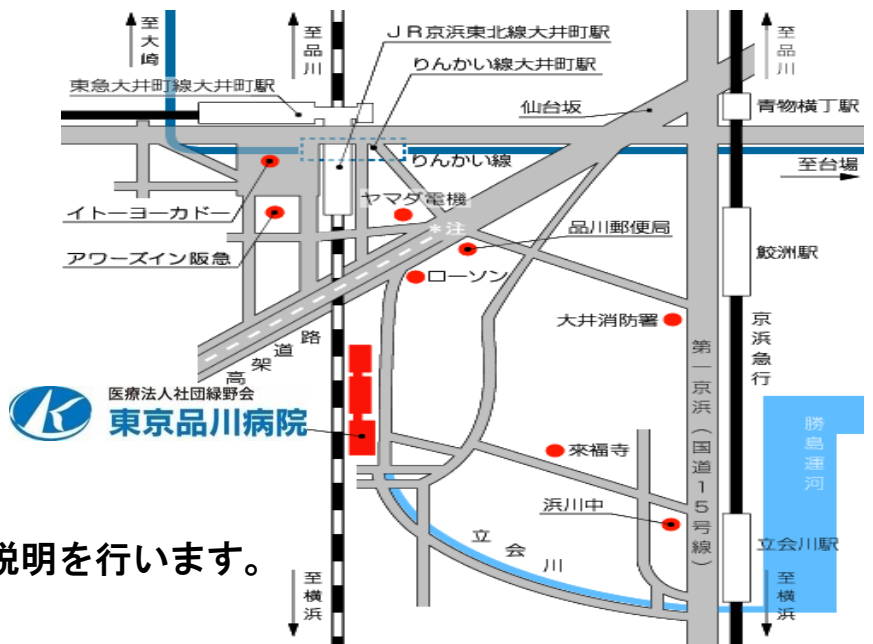 至大崎
至品川
ＪＲ京浜東北線大井町駅
りんかい線大井町駅
至品川
東急大井町線大井町駅
仙台坂
青物横丁駅
りんかい線
至台場
イトーヨーカドー
ヤマダ電機
＊注
品川郵便局
アワーズイン阪急
鮫洲駅
ローソン
大井消防署
高架道路
京浜急行
第一京浜（国道15号線）
医療法人社団緑野会
東京品川病院
勝島運河
来福寺
浜川中
立会川
立会川駅
説明を行います。
至横浜
至横浜